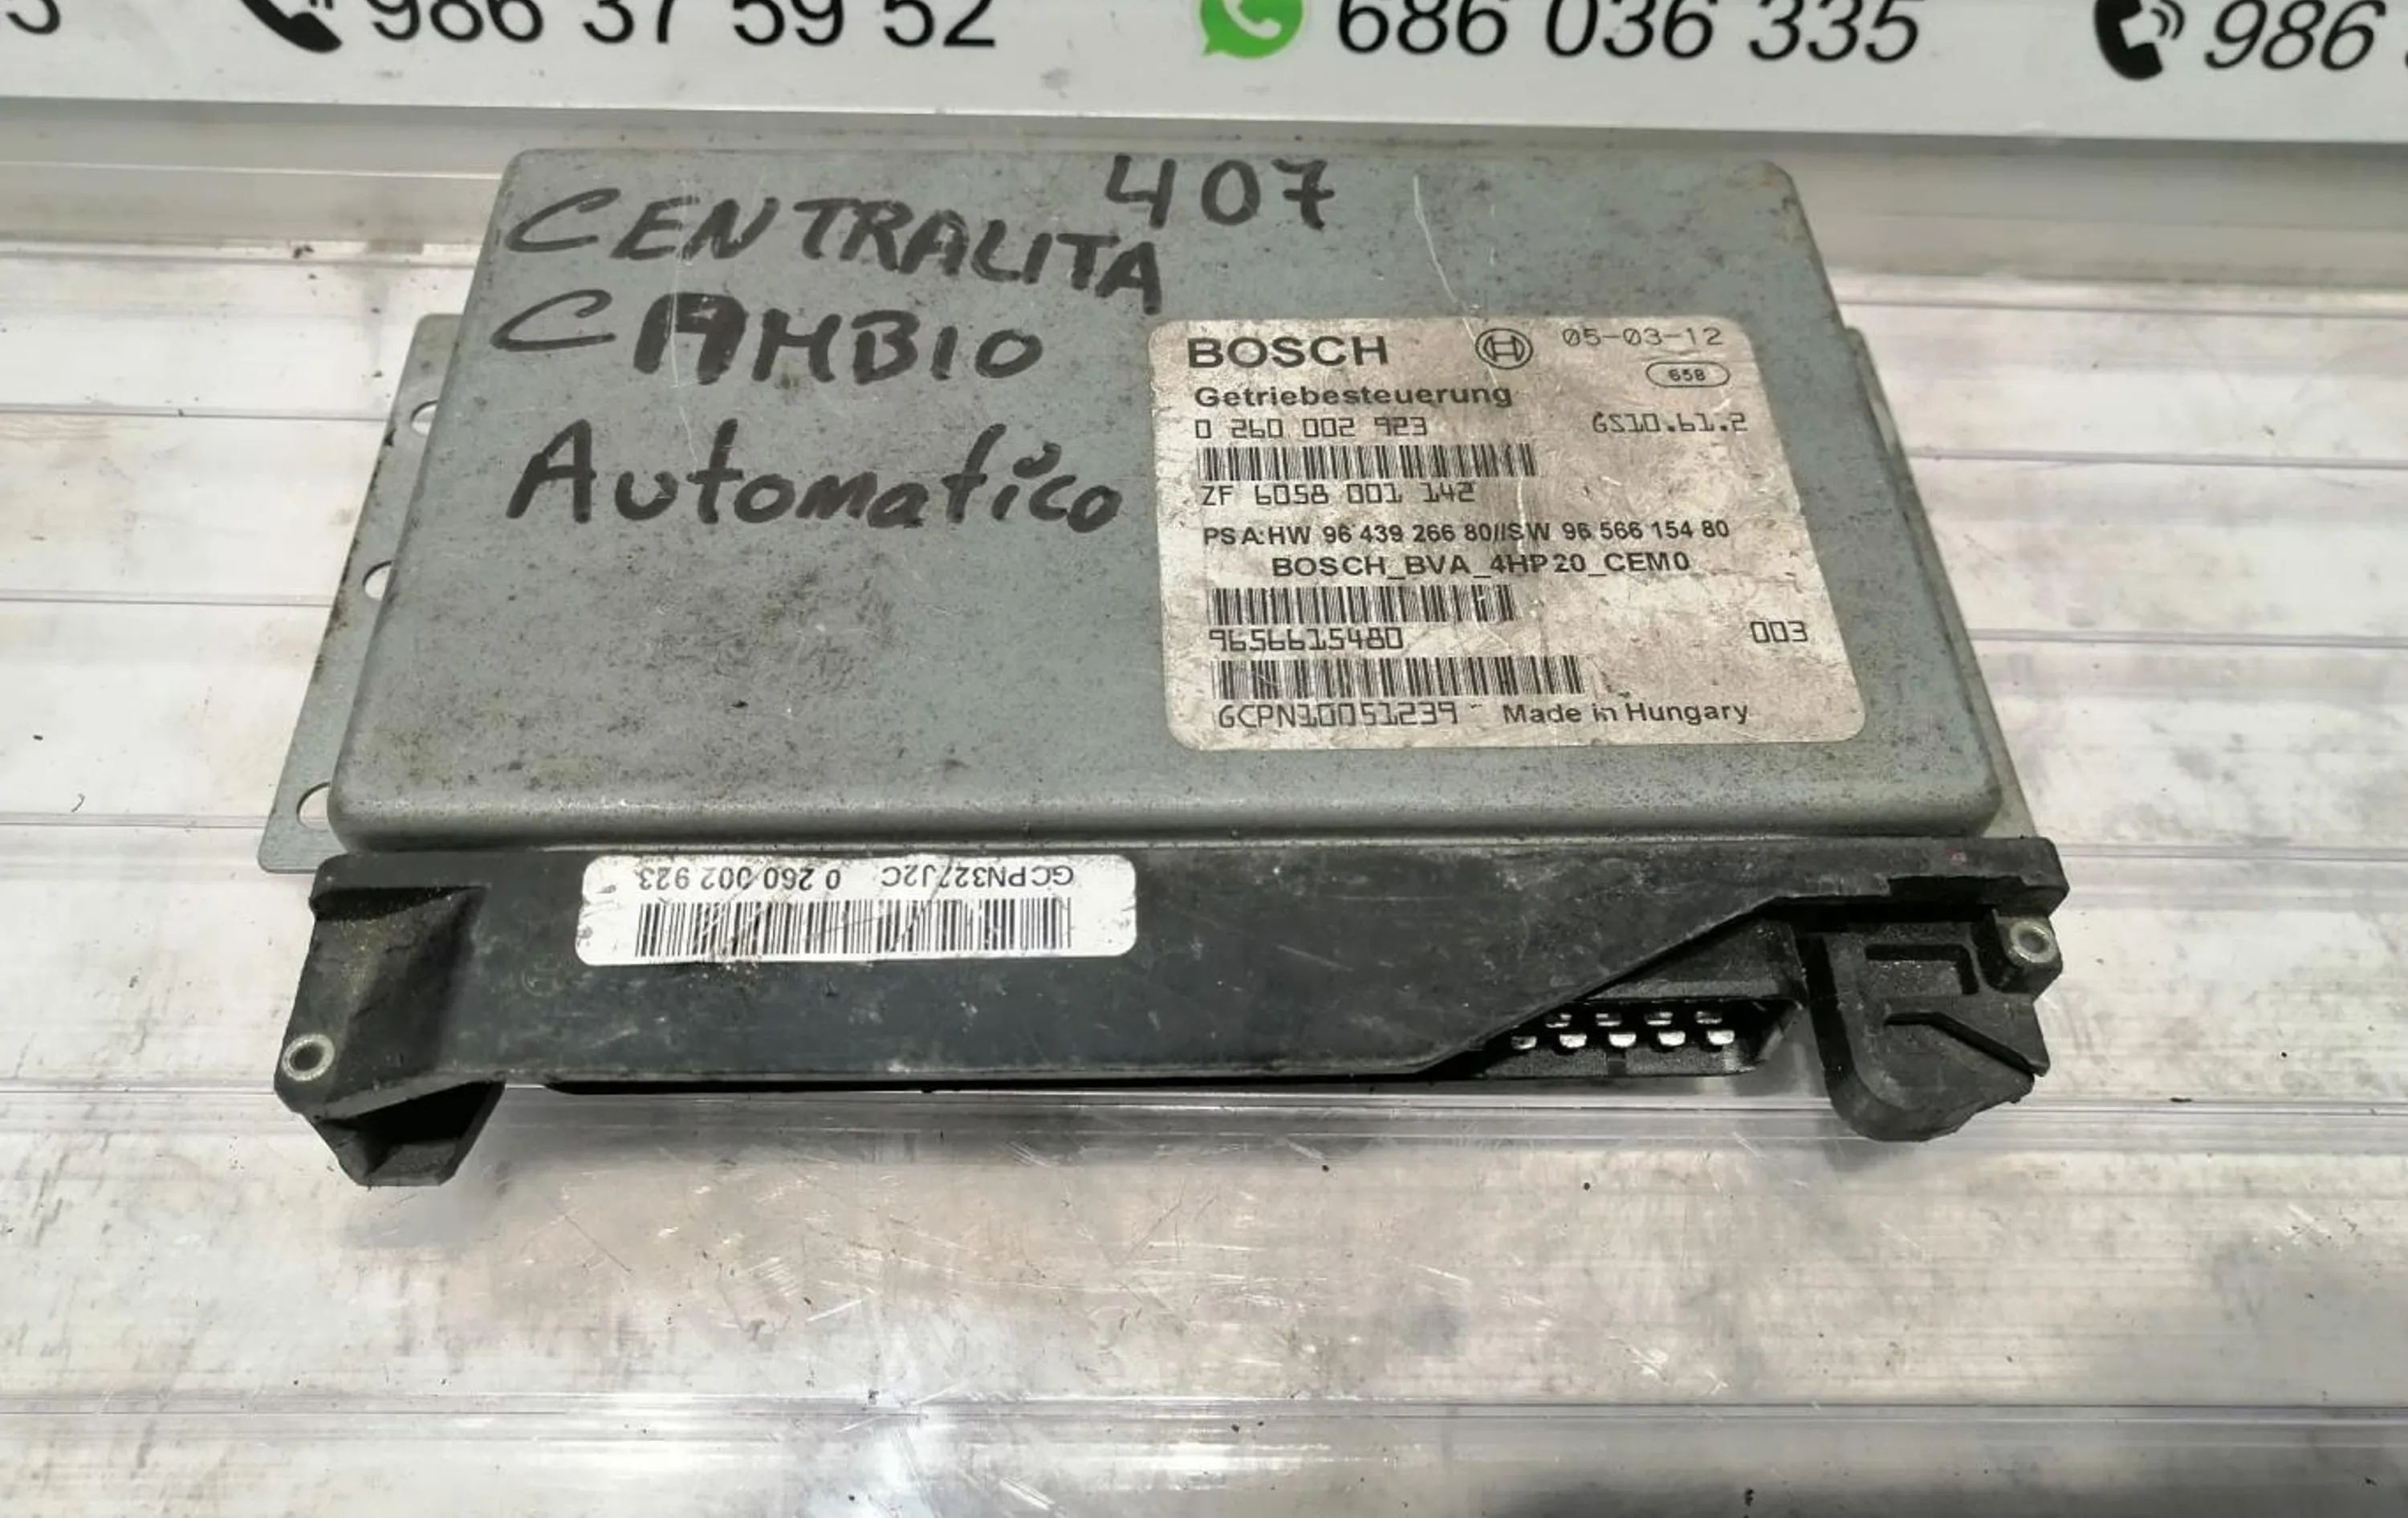 986 37 59 52
686 036 335
986
407
CENTRALITA
CAMBIO
Automatico
BOSCH 05-03-12
658
Getriebesteuerung
0 260 002 923 GS10.61.2
ZF 6058 001 142
PSA:HW 96 439 266 80//SW 96 566 154 80
BOSCH_BVA_4HP20_CEM0
9656615480 003
GCPN10051239 Made in Hungary
GCPN327J2C 0 260 002 923